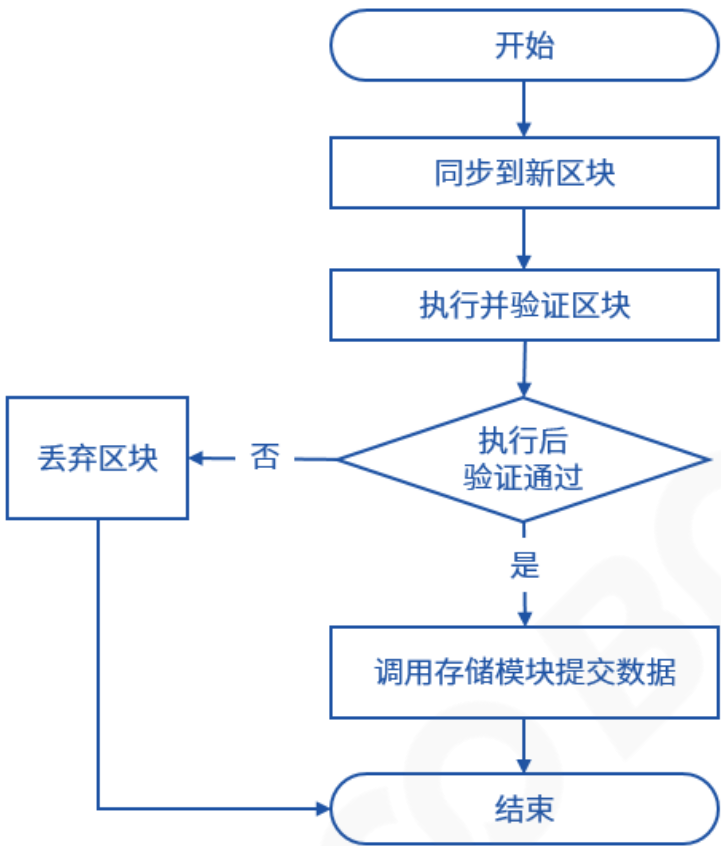 开始
同步到新区块
执行并验证区块
执行后
验证通过
否
丢弃区块
是
调用存储模块提交数据
结束